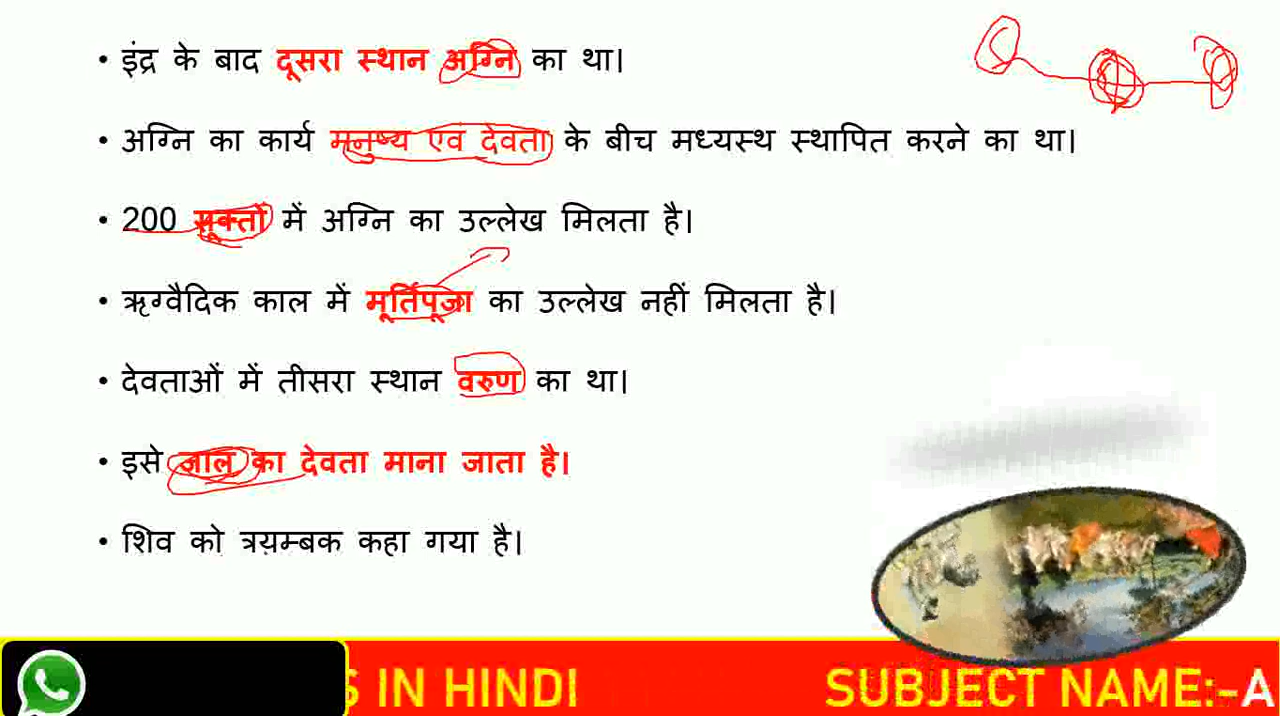 • इंद्र के बाद दूसरा स्थान अग्नि का था।
• अग्नि का कार्य मनुष्य एवं देवता के बीच मध्यस्थ स्थापित करने का था।
• 200 सूक्तों में अग्नि का उल्लेख मिलता है।
• ऋग्वैदिक काल में मूर्तिपूजा का उल्लेख नहीं मिलता है।
• देवताओं में तीसरा स्थान वरुण का था।
• इसे जाल का देवता माना जाता है।
• शिव को त्रयम्बक कहा गया है।
S IN HINDI SUBJECT NAME:-A